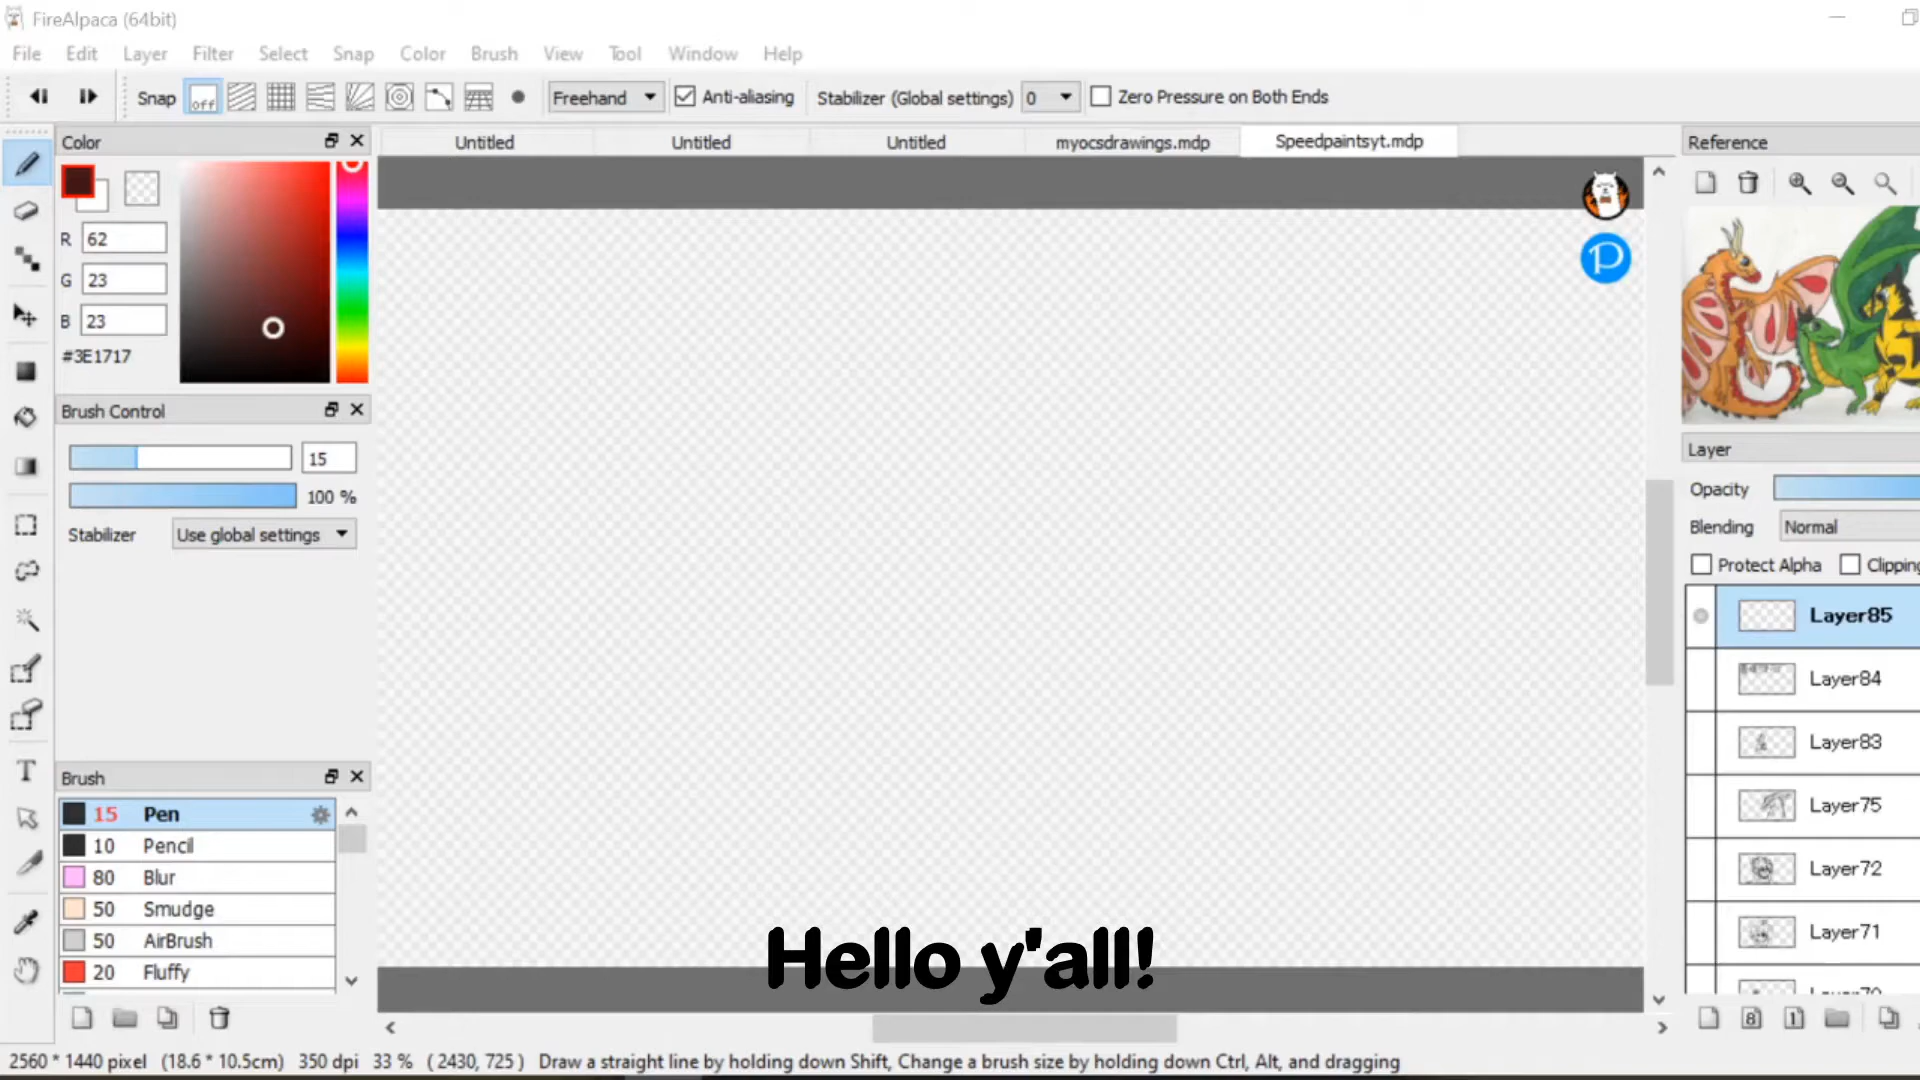 FireAlpaca (64bit)
File Edit Layer Filter Select Snap Color Brush View Tool Window Help
Snap off Freehand Anti-aliasing Stabilizer (Global settings) 0 Zero Pressure on Both Ends
Color
Untitled Untitled Untitled myocsdrawings.mdp Speedpaintsyt.mdp
Reference
R 62
G 23
B 23
#3E1717
Brush Control
15
100 %
Stabilizer Use global settings
Brush
15 Pen
10 Pencil
80 Blur
50 Smudge
50 AirBrush
20 Fluffy
P
Layer
Opacity
Blending Normal
Protect Alpha Clipping
Layer85
Layer84
Layer83
Layer75
Layer72
Layer71
8 1
Hello y'all!
2560 * 1440 pixel (18.6 * 10.5cm) 350 dpi 33 % ( 2430, 725 ) Draw a straight line by holding down Shift, Change a brush size by holding down Ctrl, Alt, and dragging